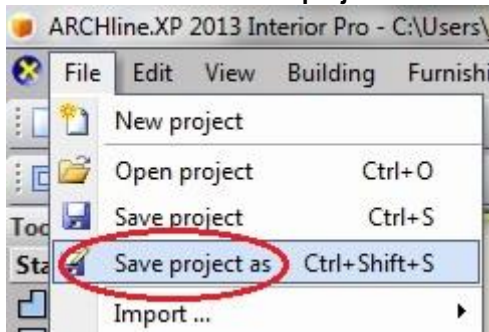 ARCHline.XP 2013 Interior Pro - C:\Users\
File Edit View Building Furnish
New project
Open project Ctrl+O
Save project Ctrl+S
Save project as Ctrl+Shift+S
Import ...